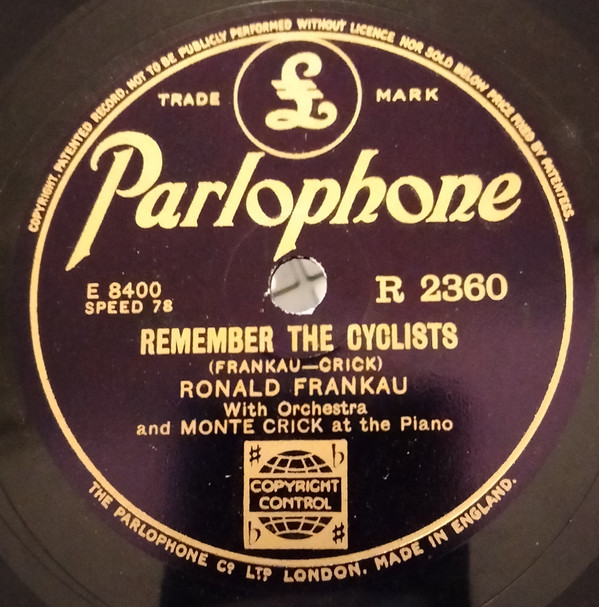 COPYRIGHT, PATENTED RECORD, NOT TO BE PUBLICLY PERFORMED WITHOUT LICENCE NOR SOLD BELOW PRICE FIXED BY PATENTEES.
£
TRADE MARK
Parlophone
E 8400
R 2360
SPEED 78
REMEMBER THE CYCLISTS
(FRANKAU—CRICK)
RONALD FRANKAU
With Orchestra
and MONTE CRICK at the Piano
♯ ♭
COPYRIGHT
CONTROL
♭ ♯
THE PARLOPHONE Cº LTD LONDON. MADE IN ENGLAND.